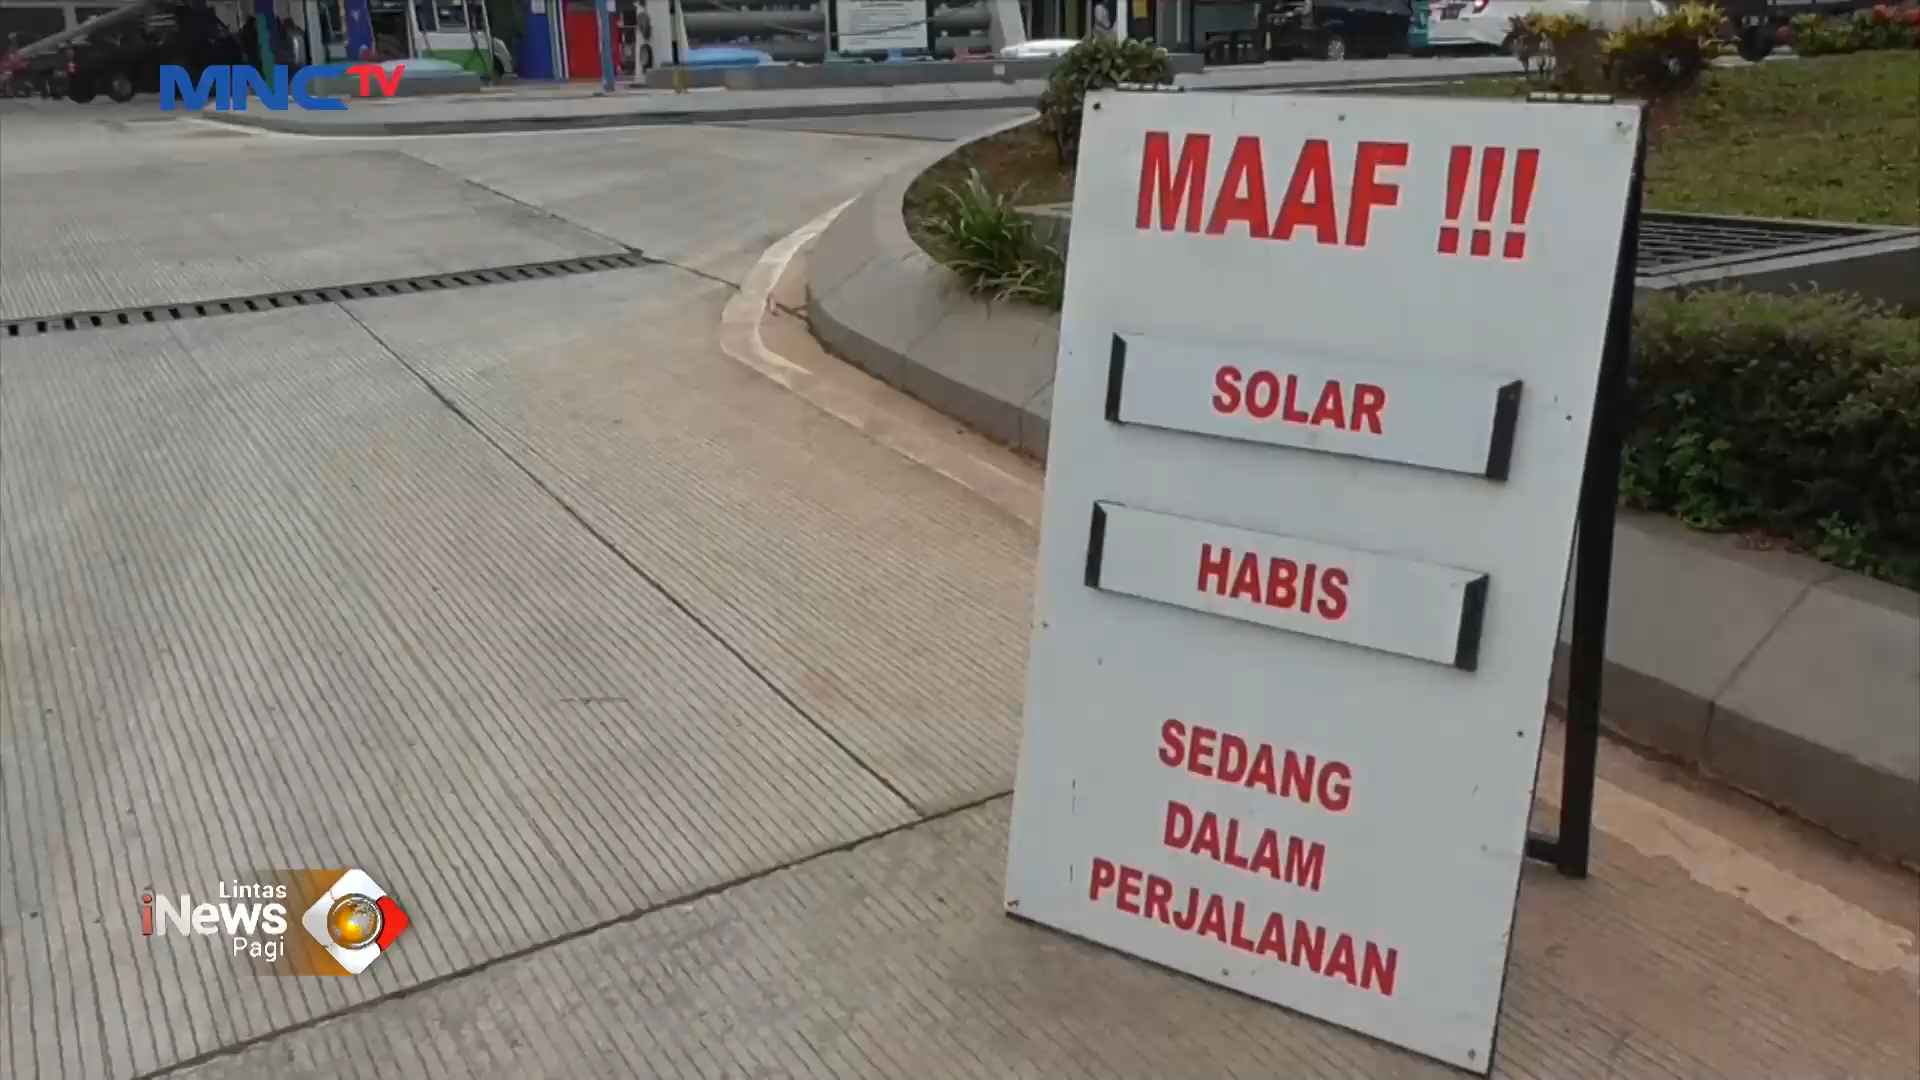 MNCTV
MAAF !!!
SOLAR
HABIS
SEDANG
DALAM
PERJALANAN
Lintas
iNews
Pagi